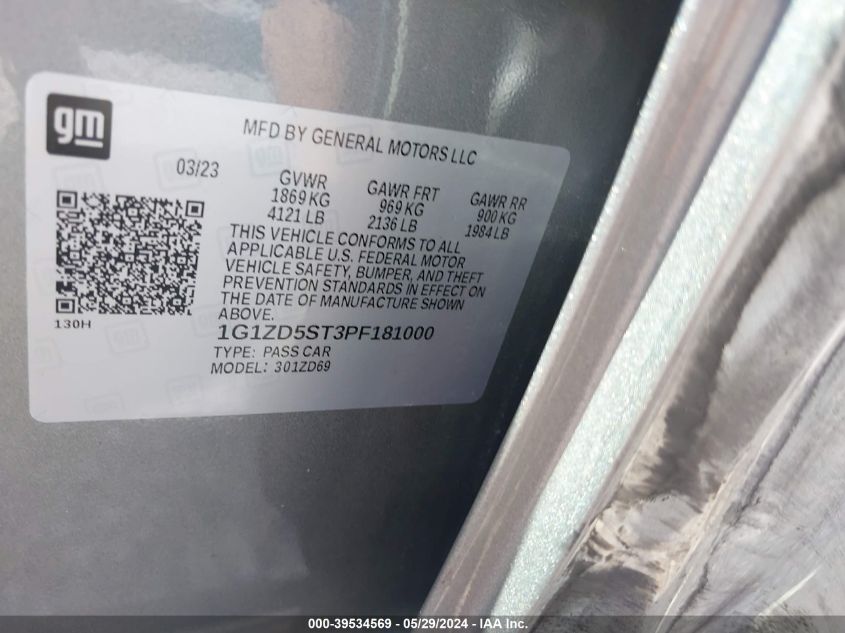 gm
MFD BY GENERAL MOTORS LLC
03/23
GVWR GAWR FRT GAWR RR
1869 KG 969 KG 900 KG
4121 LB 2136 LB 1984 LB
THIS VEHICLE CONFORMS TO ALL
APPLICABLE U.S. FEDERAL MOTOR
VEHICLE SAFETY, BUMPER, AND THEFT
PREVENTION STANDARDS IN EFFECT ON
THE DATE OF MANUFACTURE SHOWN
ABOVE.
130H
1G1ZD5ST3PF181000
TYPE: PASS CAR
MODEL: 301ZD69
000-39534569 - 05/29/2024 - IAA Inc.